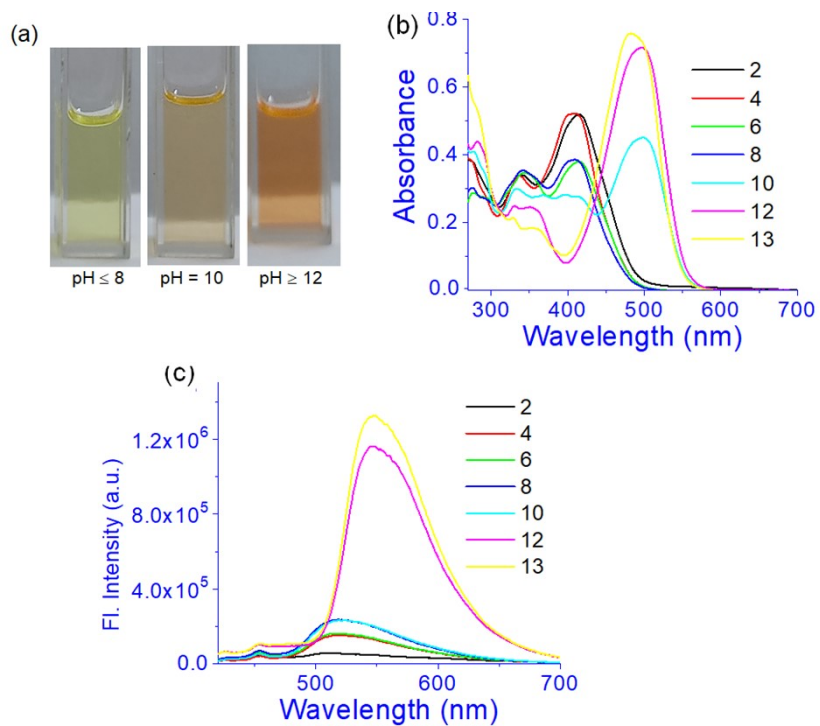 (a)
pH ≤ 8
pH = 10
pH ≥ 12
(b)
Absorbance
0.8
0.6
0.4
0.2
0.0
300
400
500
600
700
Wavelength (nm)
2
4
6
8
10
12
13
(c)
Fl. Intensity (a.u.)
1.2x10⁶
8.0x10⁵
4.0x10⁵
0.0
500
600
700
Wavelength (nm)
2
4
6
8
10
12
13